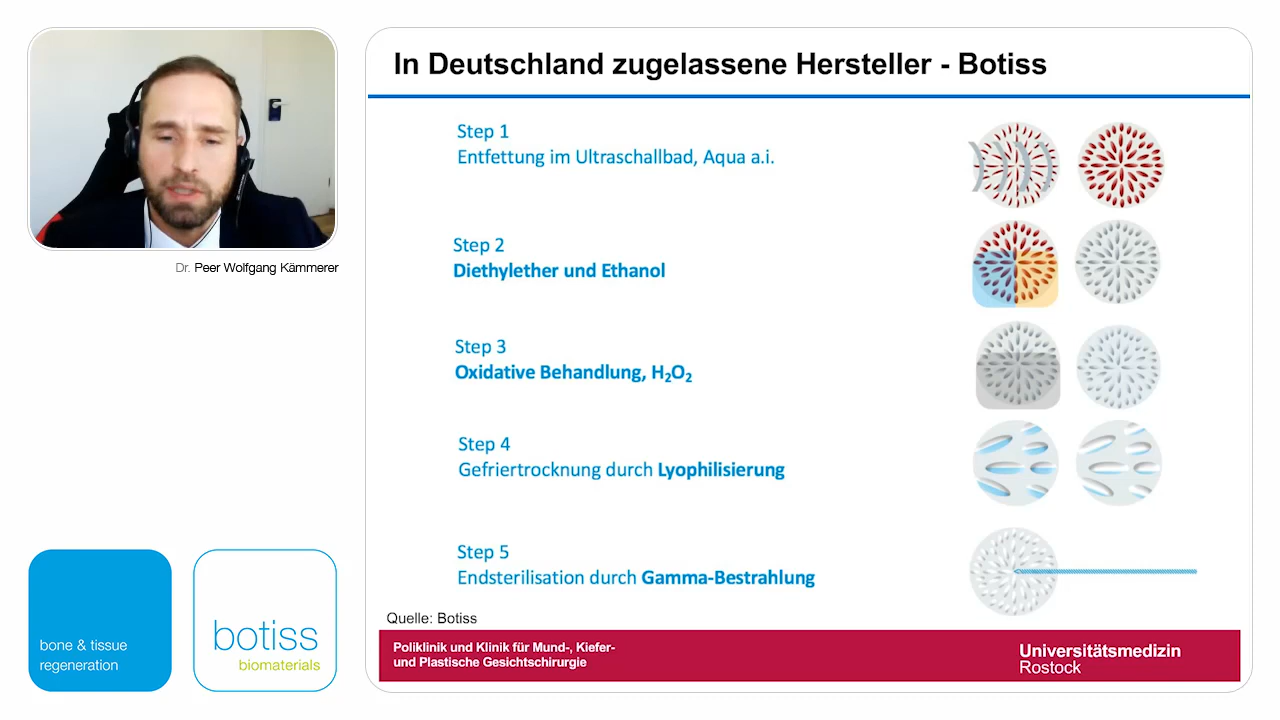 In Deutschland zugelassene Hersteller - Botiss
Dr. Peer Wolfgang Kämmerer
Step 1
Entfettung im Ultraschallbad, Aqua a.i.
Step 2
Diethylether und Ethanol
Step 3
Oxidative Behandlung, H₂O₂
Step 4
Gefriertrocknung durch Lyophilisierung
Step 5
Endsterilisation durch Gamma-Bestrahlung
Quelle: Botiss
Poliklinik und Klinik für Mund-, Kiefer-
und Plastische Gesichtschirurgie
Universitätsmedizin
Rostock
bone & tissue
regeneration
botiss
biomaterials